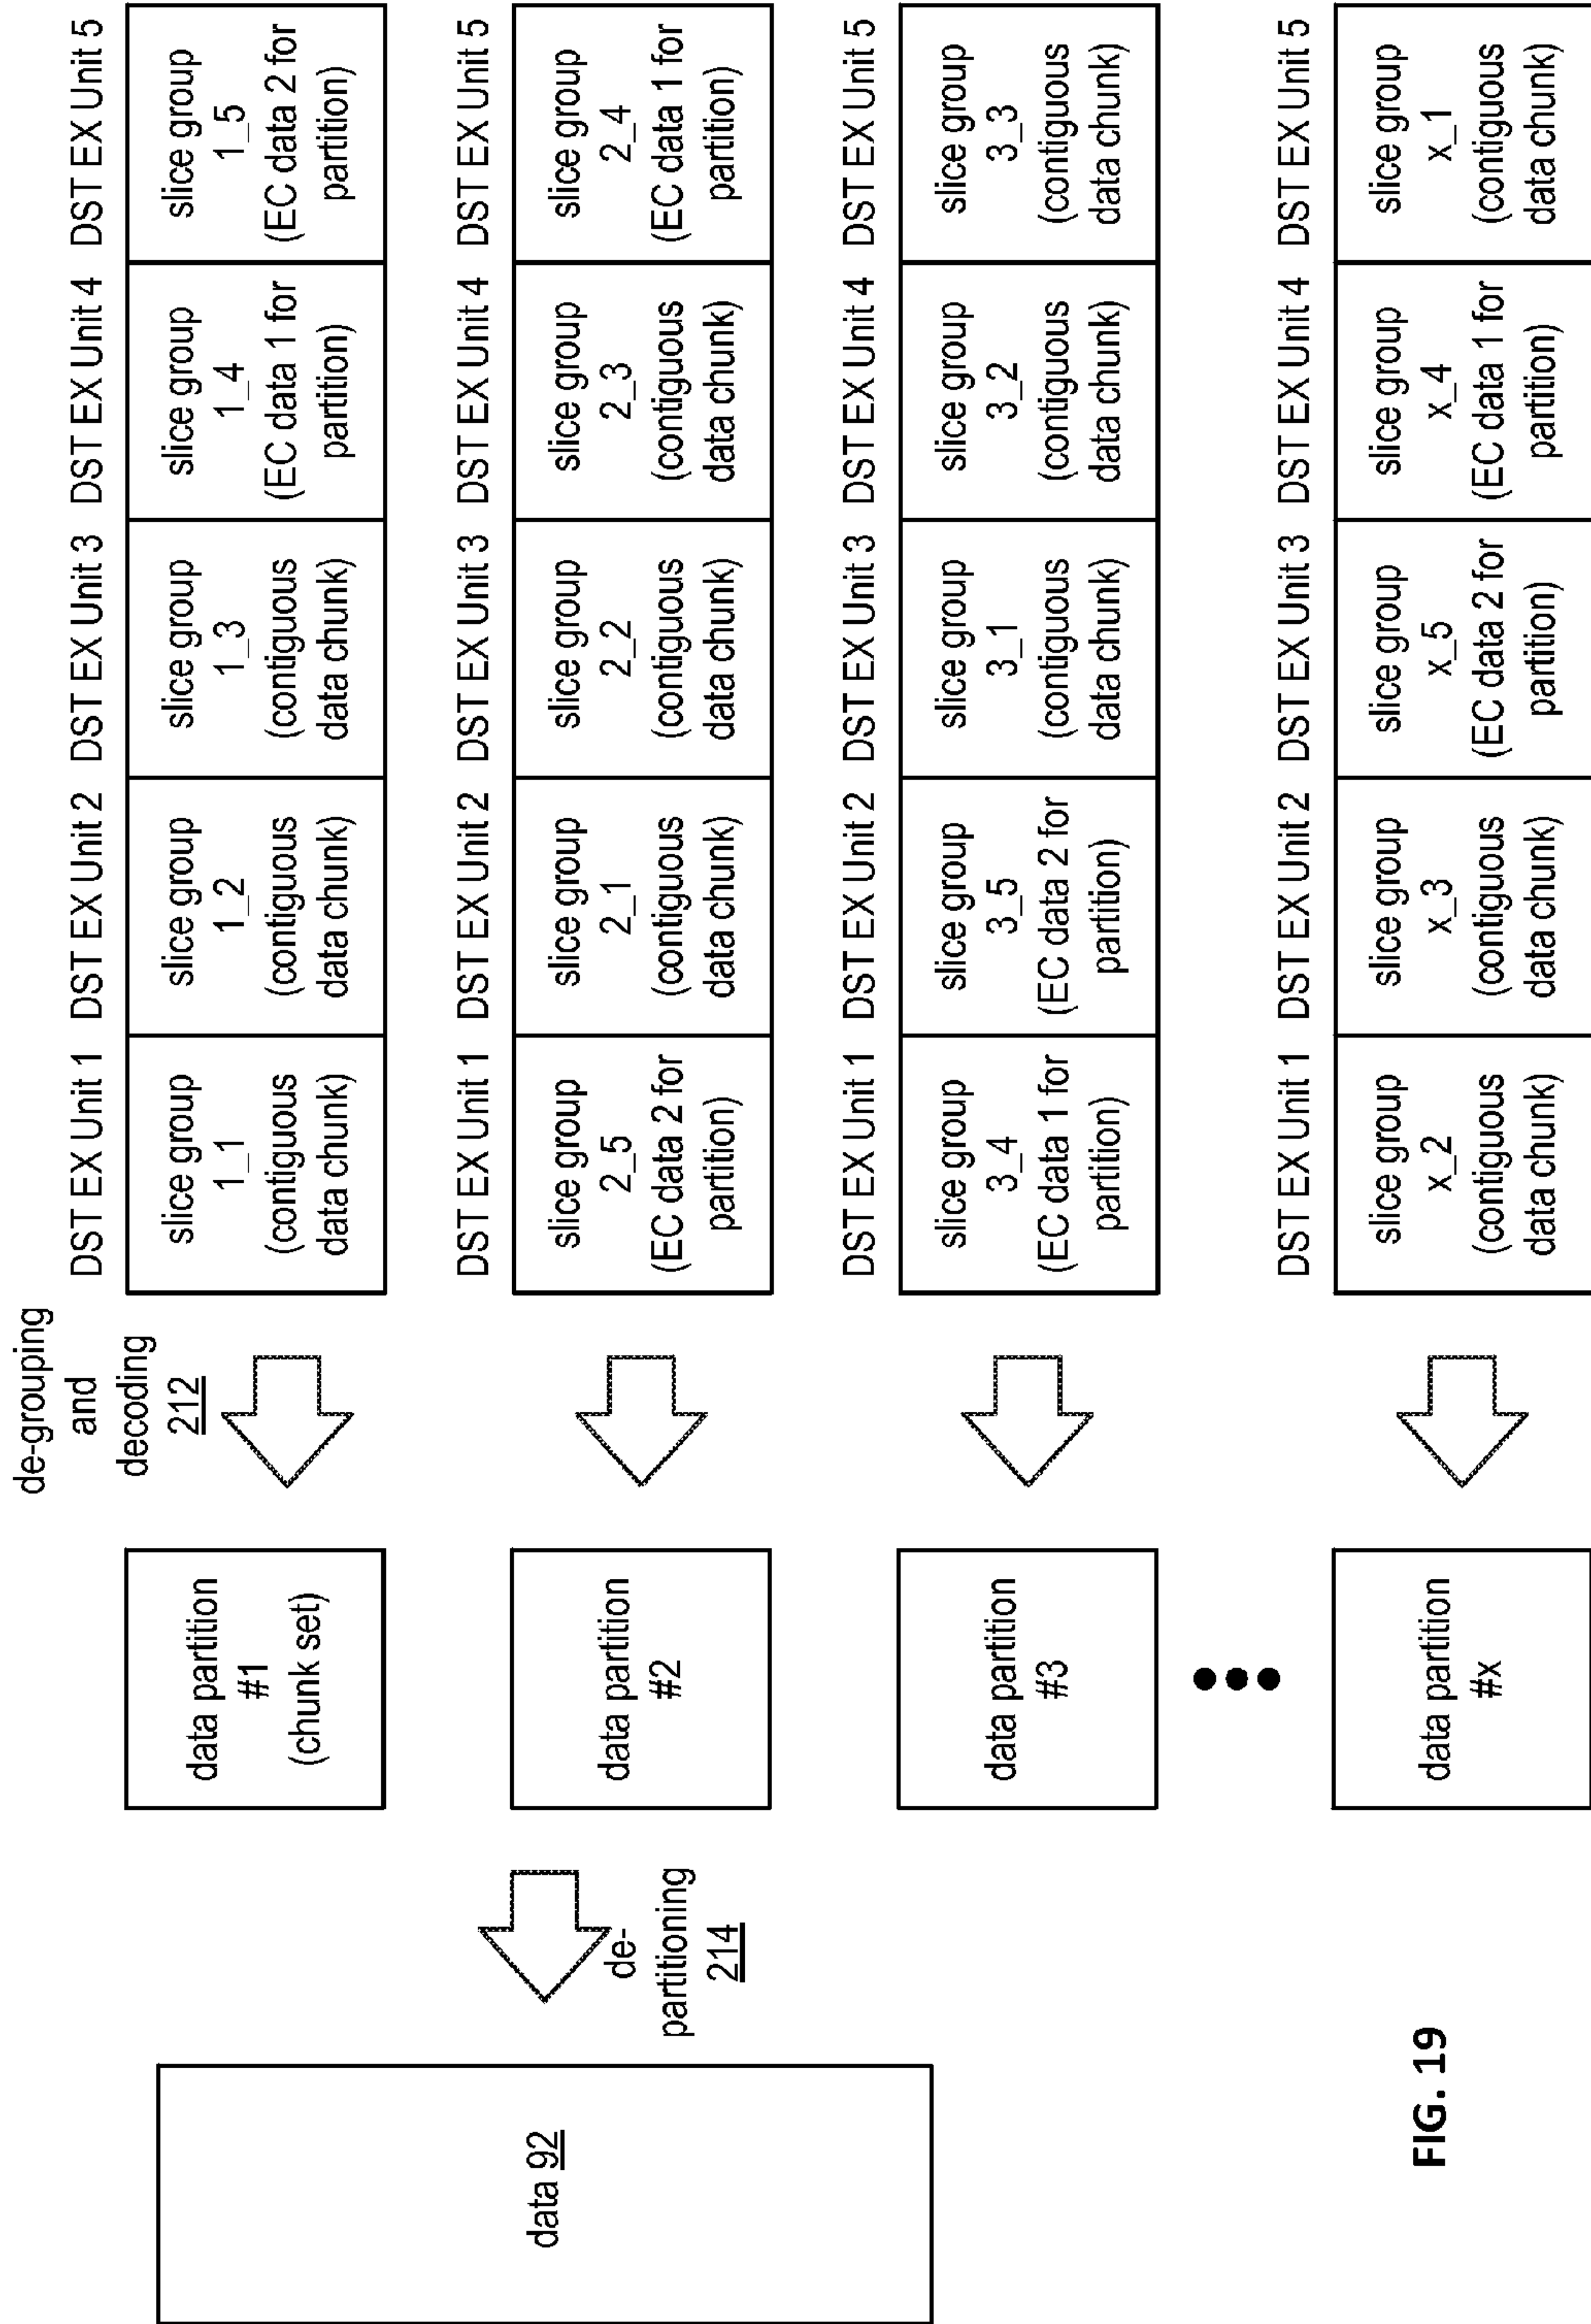 de-grouping
and
decoding
212
DST EX Unit 1 DST EX Unit 2 DST EX Unit 3 DST EX Unit 4 DST EX Unit 5
data partition
#1
(chunk set)
slice group
1_1
(contiguous
data chunk)
slice group
1_2
(contiguous
data chunk)
slice group
1_3
(contiguous
data chunk)
slice group
1_4
(EC data 1 for
partition)
slice group
1_5
(EC data 2 for
partition)
data 92
de-
partitioning
214
DST EX Unit 1 DST EX Unit 2 DST EX Unit 3 DST EX Unit 4 DST EX Unit 5
data partition
#2
slice group
2_5
(EC data 2 for
partition)
slice group
2_1
(contiguous
data chunk)
slice group
2_2
(contiguous
data chunk)
slice group
2_3
(contiguous
data chunk)
slice group
2_4
(EC data 1 for
partition)
DST EX Unit 1 DST EX Unit 2 DST EX Unit 3 DST EX Unit 4 DST EX Unit 5
data partition
#3
slice group
3_4
(EC data 1 for
partition)
slice group
3_5
(EC data 2 for
partition)
slice group
3_1
(contiguous
data chunk)
slice group
3_2
(contiguous
data chunk)
slice group
3_3
(contiguous
data chunk)
DST EX Unit 1 DST EX Unit 2 DST EX Unit 3 DST EX Unit 4 DST EX Unit 5
data partition
#x
slice group
x_2
(contiguous
data chunk)
slice group
x_3
(contiguous
data chunk)
slice group
x_5
(EC data 2 for
partition)
slice group
x_4
(EC data 1 for
partition)
slice group
x_1
(contiguous
data chunk)
FIG. 19